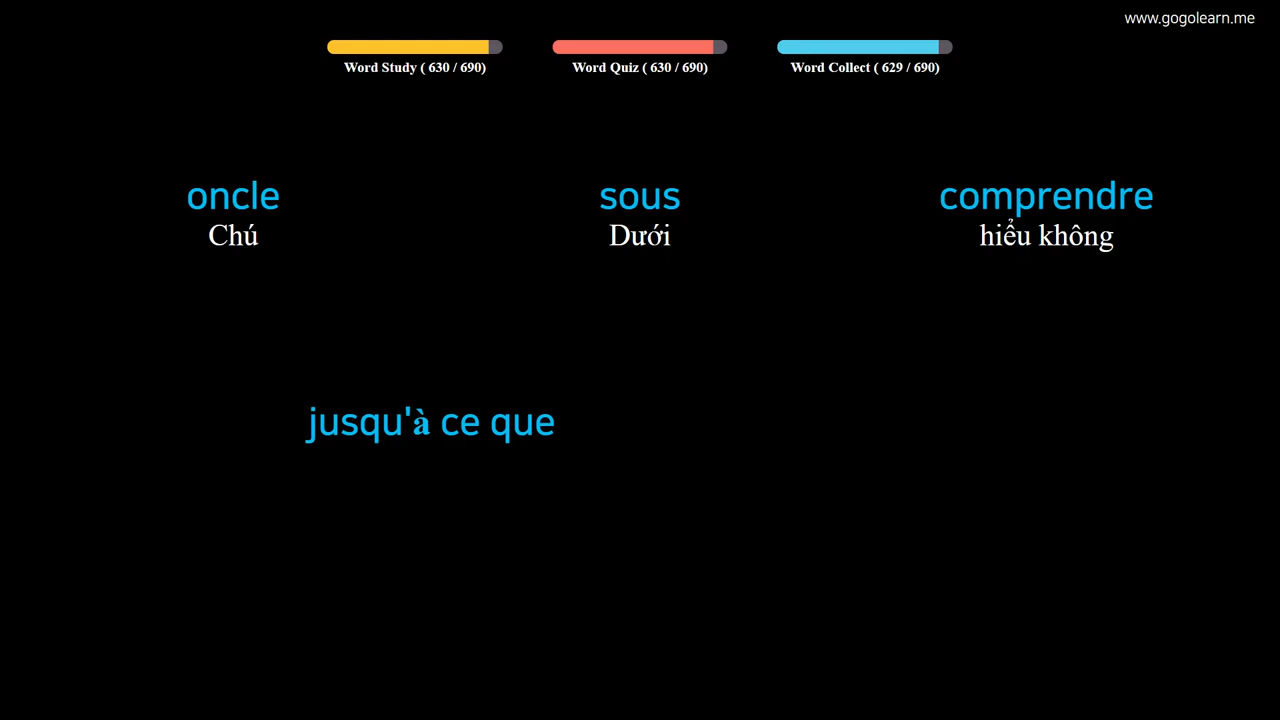 www.gogolearn.me
Word Study ( 630 / 690)
Word Quiz ( 630 / 690)
Word Collect ( 629 / 690)
oncle
Chú
sous
Dưới
comprendre
hiểu không
jusqu'à ce que